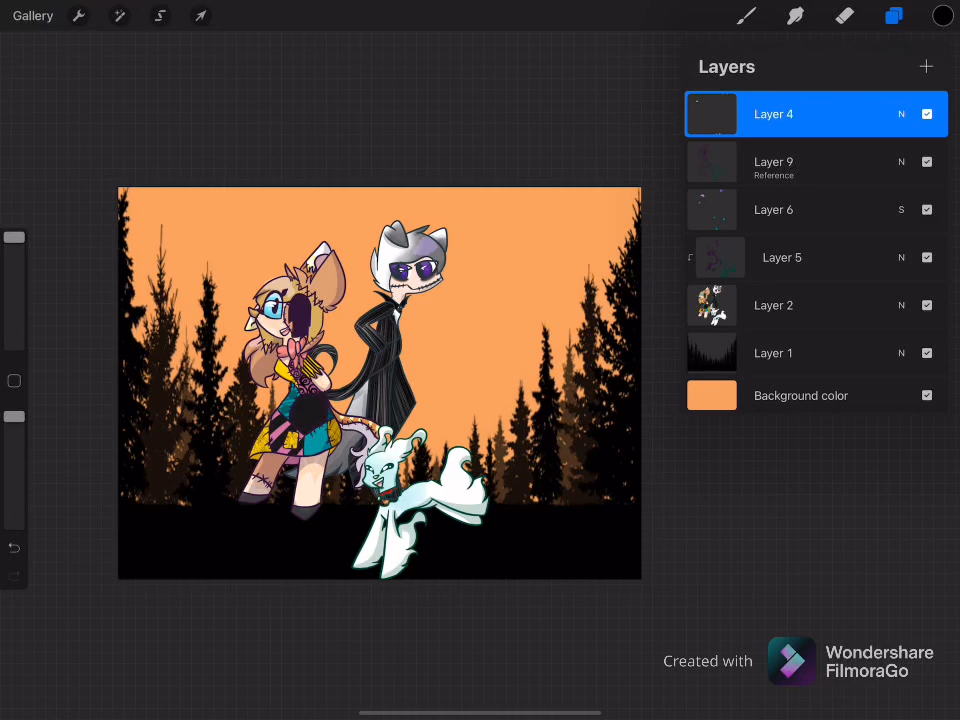 Gallery
Layers
Layer 4 N
Layer 9 N
Reference
Layer 6 S
Layer 5 N
Layer 2 N
Layer 1 N
Background color
Created with
Wondershare
FilmoraGo